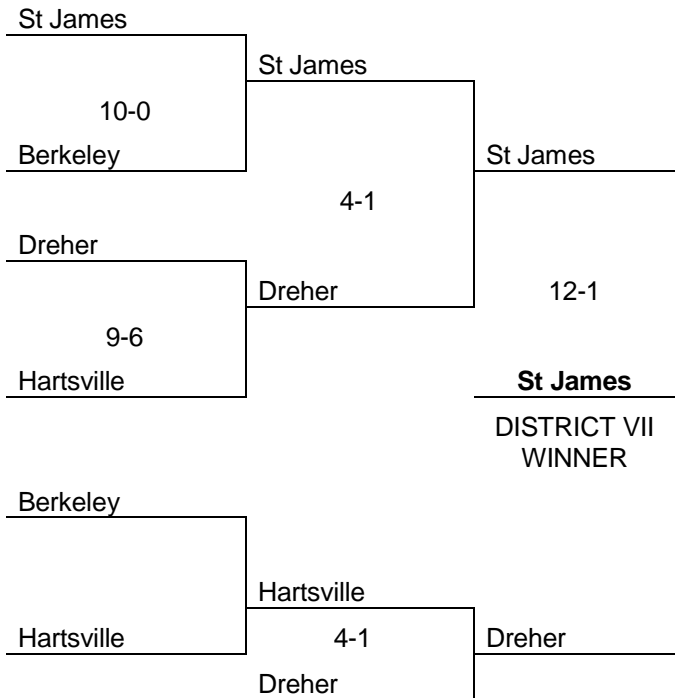 St James
St James
10-0
Berkeley
St James
4-1
Dreher
Dreher
12-1
9-6
Hartsville
St James
DISTRICT VII
WINNER
Berkeley
Hartsville
Hartsville
4-1
Dreher
Dreher